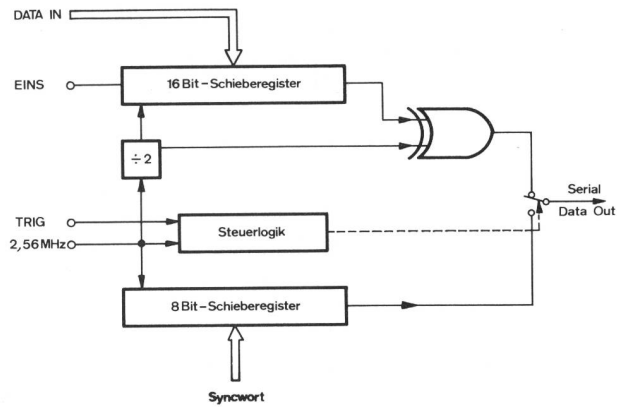 DATA IN
EINS
16 Bit-Schieberegister
÷ 2
TRIG
2,56 MHz
Steuerlogik
Serial
Data Out
8 Bit-Schieberegister
Syncwort